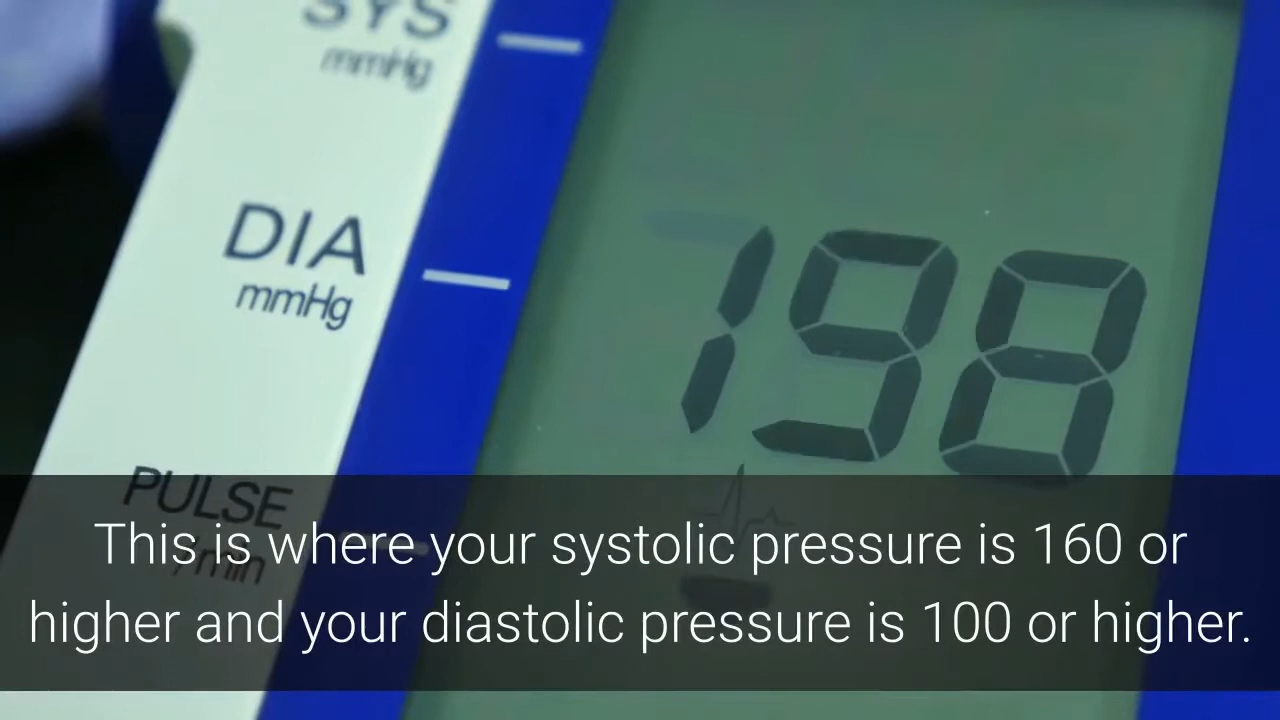 SYS
mmHg
DIA
mmHg
198
PULSE
/min
This is where your systolic pressure is 160 or
higher and your diastolic pressure is 100 or higher.